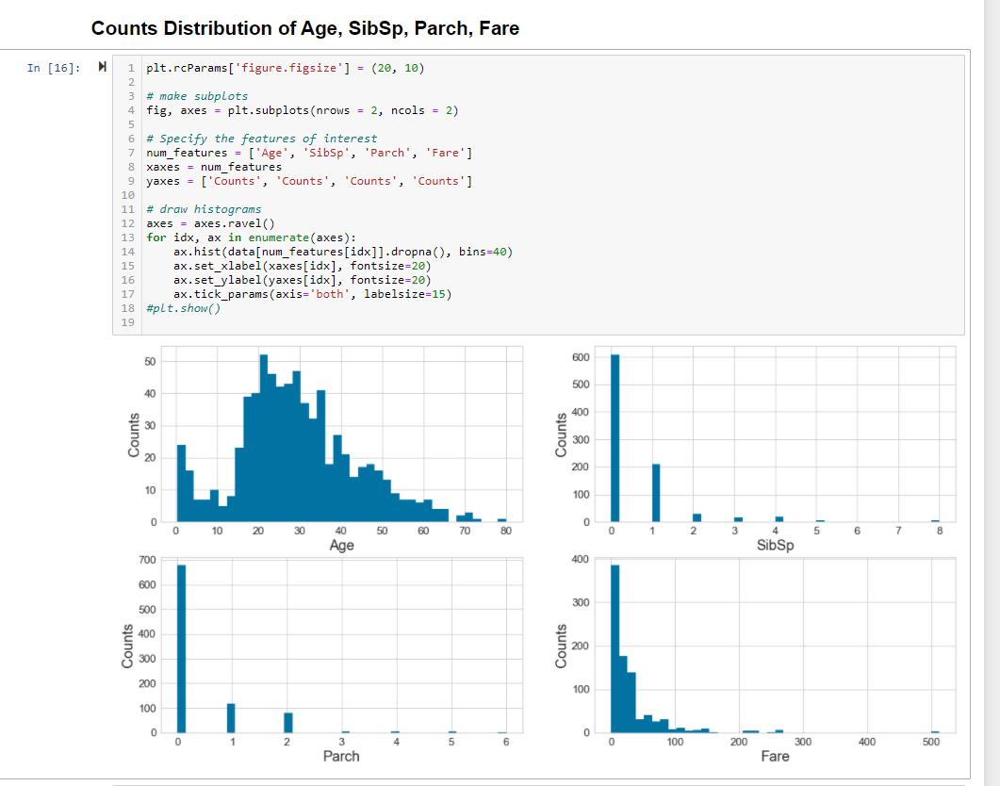 Counts Distribution of Age, SibSp, Parch, Fare
In [16]:
1 plt.rcParams['figure.figsize'] = (20, 10)
2
3 # make subplots
4 fig, axes = plt.subplots(nrows = 2, ncols = 2)
5
6 # Specify the features of interest
7 num_features = ['Age', 'SibSp', 'Parch', 'Fare']
8 xaxes = num_features
9 yaxes = ['Counts', 'Counts', 'Counts', 'Counts']
10
11 # draw histograms
12 axes = axes.ravel()
13 for idx, ax in enumerate(axes):
14     ax.hist(data[num_features[idx]].dropna(), bins=40)
15     ax.set_xlabel(xaxes[idx], fontsize=20)
16     ax.set_ylabel(yaxes[idx], fontsize=20)
17     ax.tick_params(axis='both', labelsize=15)
18 #plt.show()
19
50
40
30
20
10
0
Counts
0 10 20 30 40 50 60 70 80
Age
600
500
400
300
200
100
0
Counts
0 1 2 3 4 5 6 7 8
SibSp
700
600
500
400
300
200
100
0
Counts
0 1 2 3 4 5 6
Parch
400
300
200
100
0
Counts
0 100 200 300 400 500
Fare